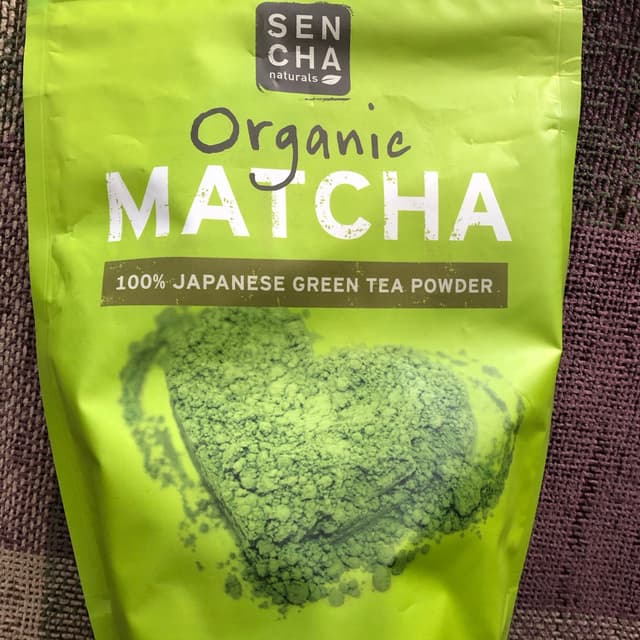 SEN
CHA
naturals
Organic
MATCHA
100% JAPANESE GREEN TEA POWDER